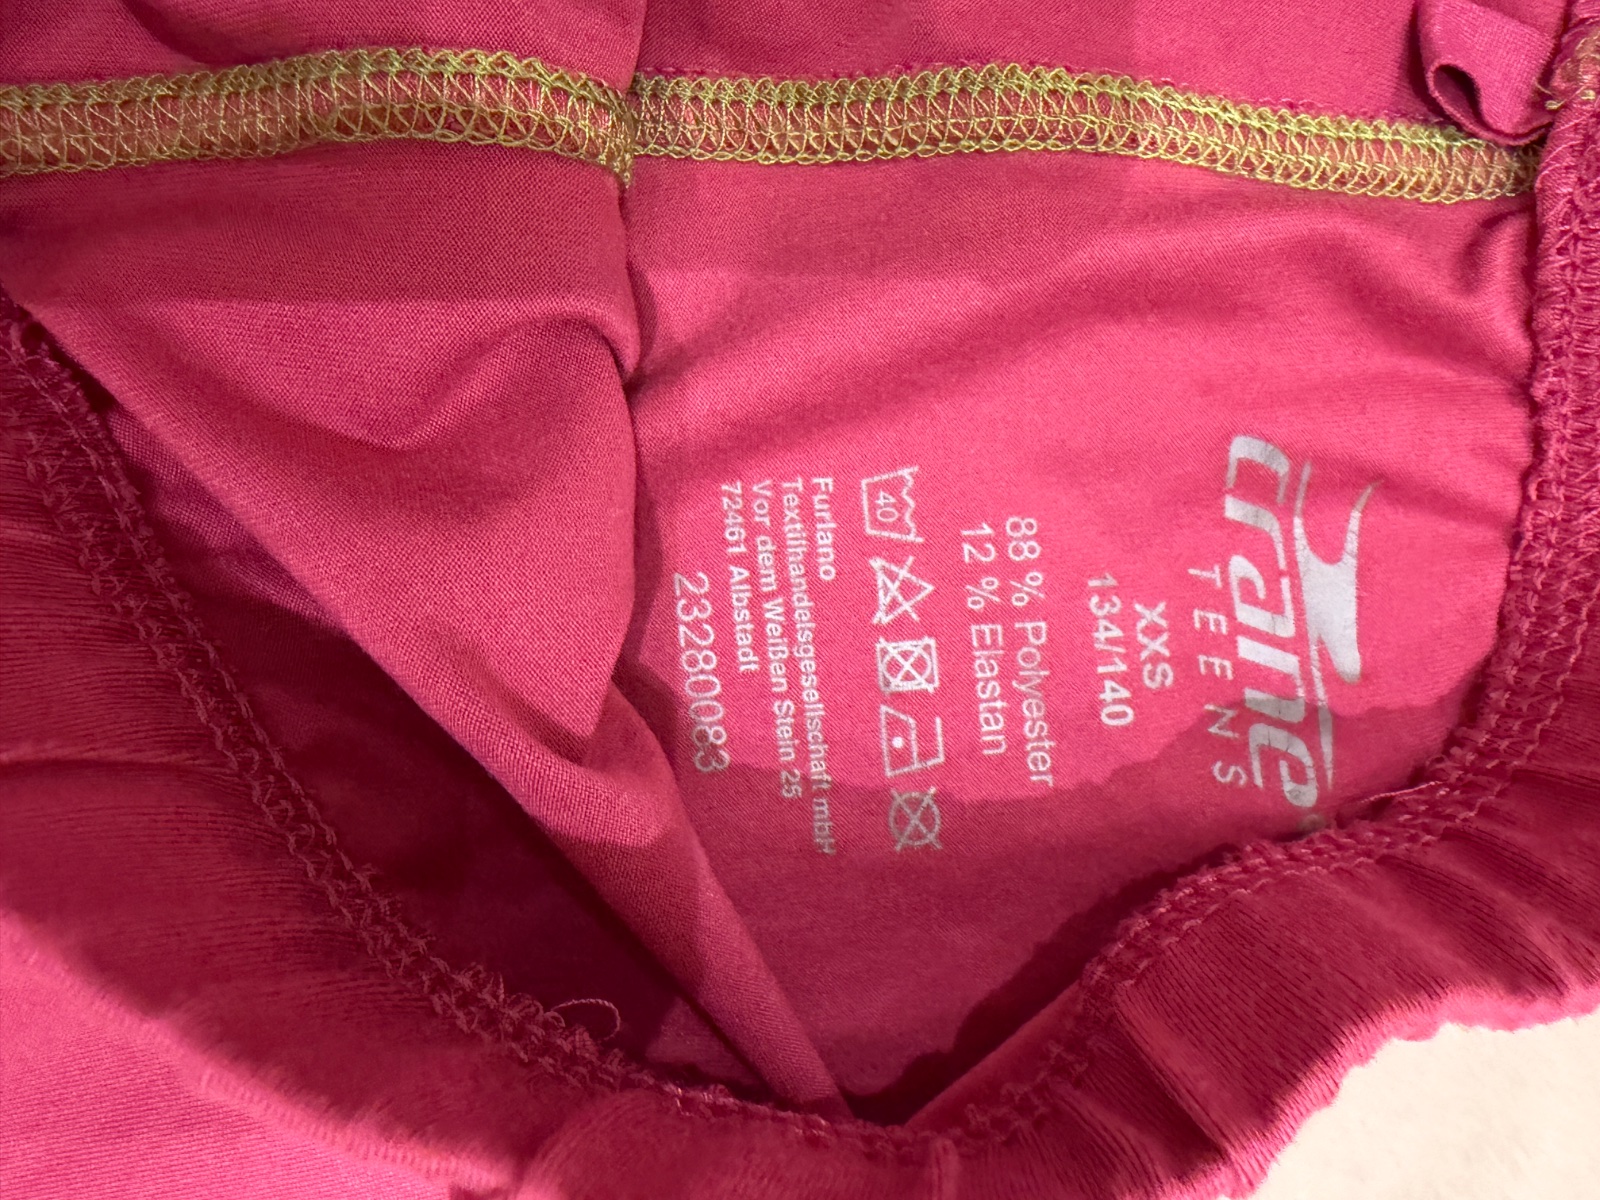 crane
TEENS
XXS
134/140
88 % Polyester
12 % Elastan
40
Furlano
Textilhandelsgesellschaft mbH
Vor dem Weißen Stein 25
72461 Albstadt
23280083